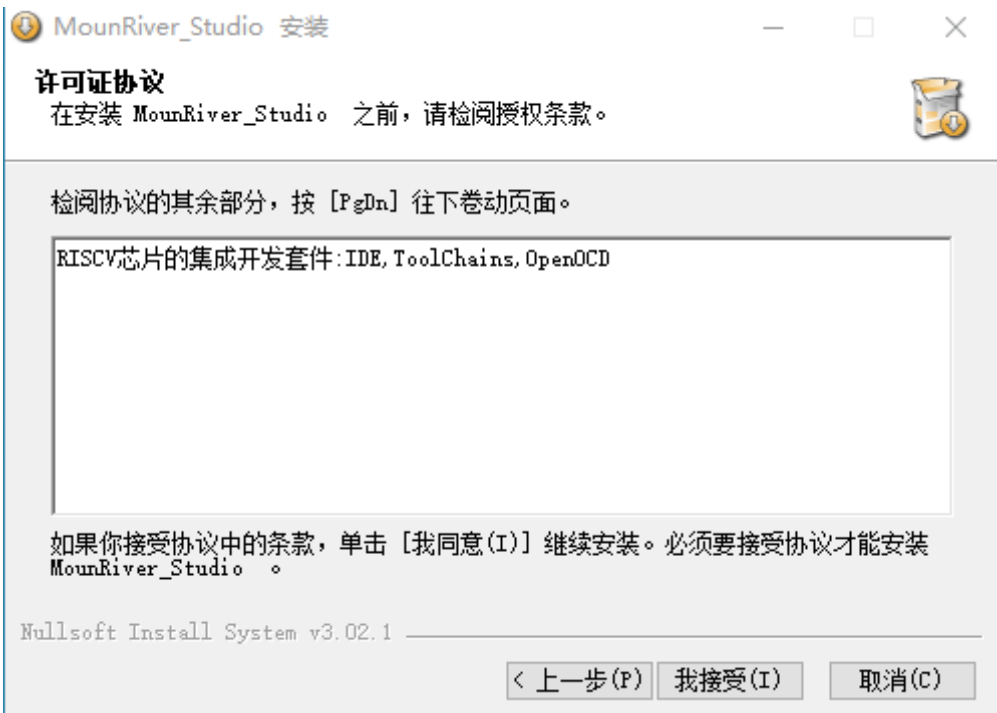 MounRiver_Studio 安装
许可证协议
在安装 MounRiver_Studio 之前,请检阅授权条款。
检阅协议的其余部分,按 [PgDn] 往下卷动页面。
RISCV芯片的集成开发套件:IDE,ToolChains,OpenOCD
如果你接受协议中的条款,单击 [我同意(I)] 继续安装。必须要接受协议才能安装
MounRiver_Studio 。
Nullsoft Install System v3.02.1
< 上一步(P) 我接受(I) 取消(C)